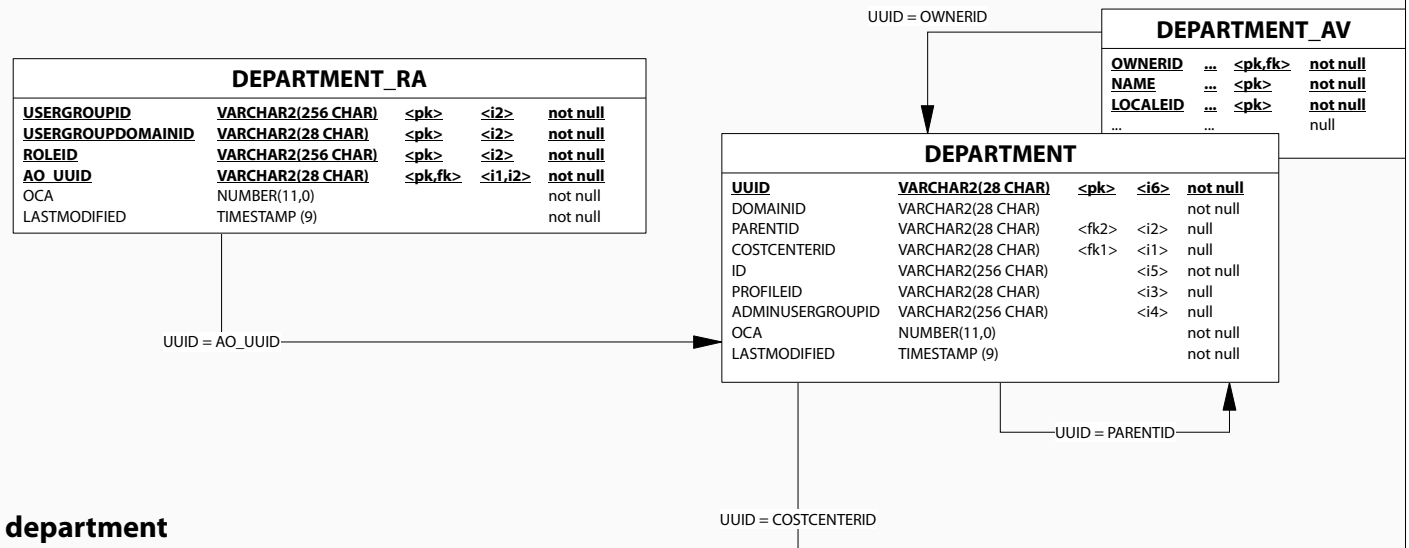 UUID = OWNERID
DEPARTMENT_AV
OWNERID ... <pk,fk> not null
NAME ... <pk> not null
LOCALEID ... <pk> not null
... ... null
DEPARTMENT_RA
USERGROUPID VARCHAR2(256 CHAR) <pk> <i2> not null
USERGROUPDOMAINID VARCHAR2(28 CHAR) <pk> <i2> not null
ROLEID VARCHAR2(256 CHAR) <pk> <i2> not null
AO_UUID VARCHAR2(28 CHAR) <pk,fk> <i1,i2> not null
OCA NUMBER(11,0) not null
LASTMODIFIED TIMESTAMP (9) not null
DEPARTMENT
UUID VARCHAR2(28 CHAR) <pk> <i6> not null
DOMAINID VARCHAR2(28 CHAR) not null
PARENTID VARCHAR2(28 CHAR) <fk2> <i2> null
COSTCENTERID VARCHAR2(28 CHAR) <fk1> <i1> null
ID VARCHAR2(256 CHAR) <i5> not null
PROFILEID VARCHAR2(28 CHAR) <i3> null
ADMINUSERGROUPID VARCHAR2(256 CHAR) <i4> null
OCA NUMBER(11,0) not null
LASTMODIFIED TIMESTAMP (9) not null
UUID = AO_UUID
UUID = PARENTID
UUID = COSTCENTERID
department